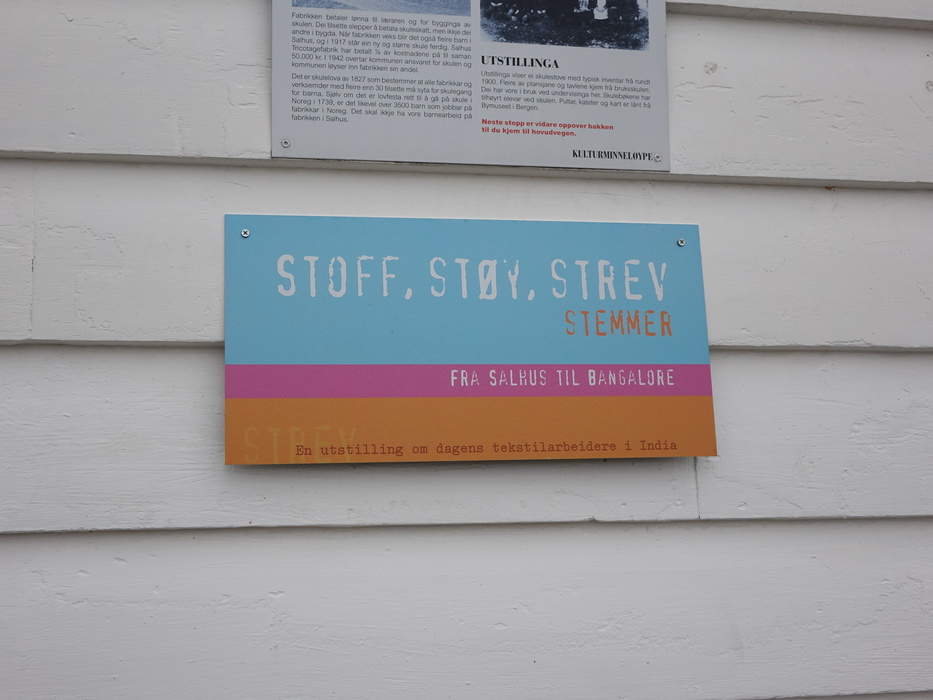 Fabrikken betaler lønna til læraren og for bygginga av
skulen. Dei tilsette slepper å betala skuleskatt, men ikkje dei
andre i bygda. Når fabrikken veks blir det også fleire barn i
Salhus, og i 1917 står ein ny og større skule ferdig. Salhus
Tricotagefabrik har betalt ¼ av kostnadene på til saman
50.000 kr. I 1942 overtar kommunen ansvaret for skulen og
kommunen løyser inn fabrikken sin andel.
Det er skulelova av 1827 som bestemmer at alle fabrikkar og
verksemder med fleire enn 30 tilsette må syta for skulegang
for barna. Sjølv om det er lovfesta rett til å gå på skule i
Noreg i 1739, er det likevel over 3500 barn som jobbar på
fabrikkar i Noreg. Det skal ikkje ha vore barnearbeid på
fabrikken i Salhus.
UTSTILLINGA
Utstillinga viser ei skulestove med typisk inventar frå rundt
1900. Fleire av plansjane og tavlene kjem frå bruksskulen.
Dei har vore i bruk ved undervisinga her. Skulebøkene har
tilhøyrt elevar ved skulen. Pultar, kateter og kart er lånt frå
Bymuseet i Bergen.
Neste stopp er vidare oppover bakken
til du kjem til hovudvegen.
KULTURMINNELØYPE
STOFF, STØY, STREV
STEMMER
FRA SALHUS TIL BANGALORE
STREV
En utstilling om dagens tekstilarbeidere i India